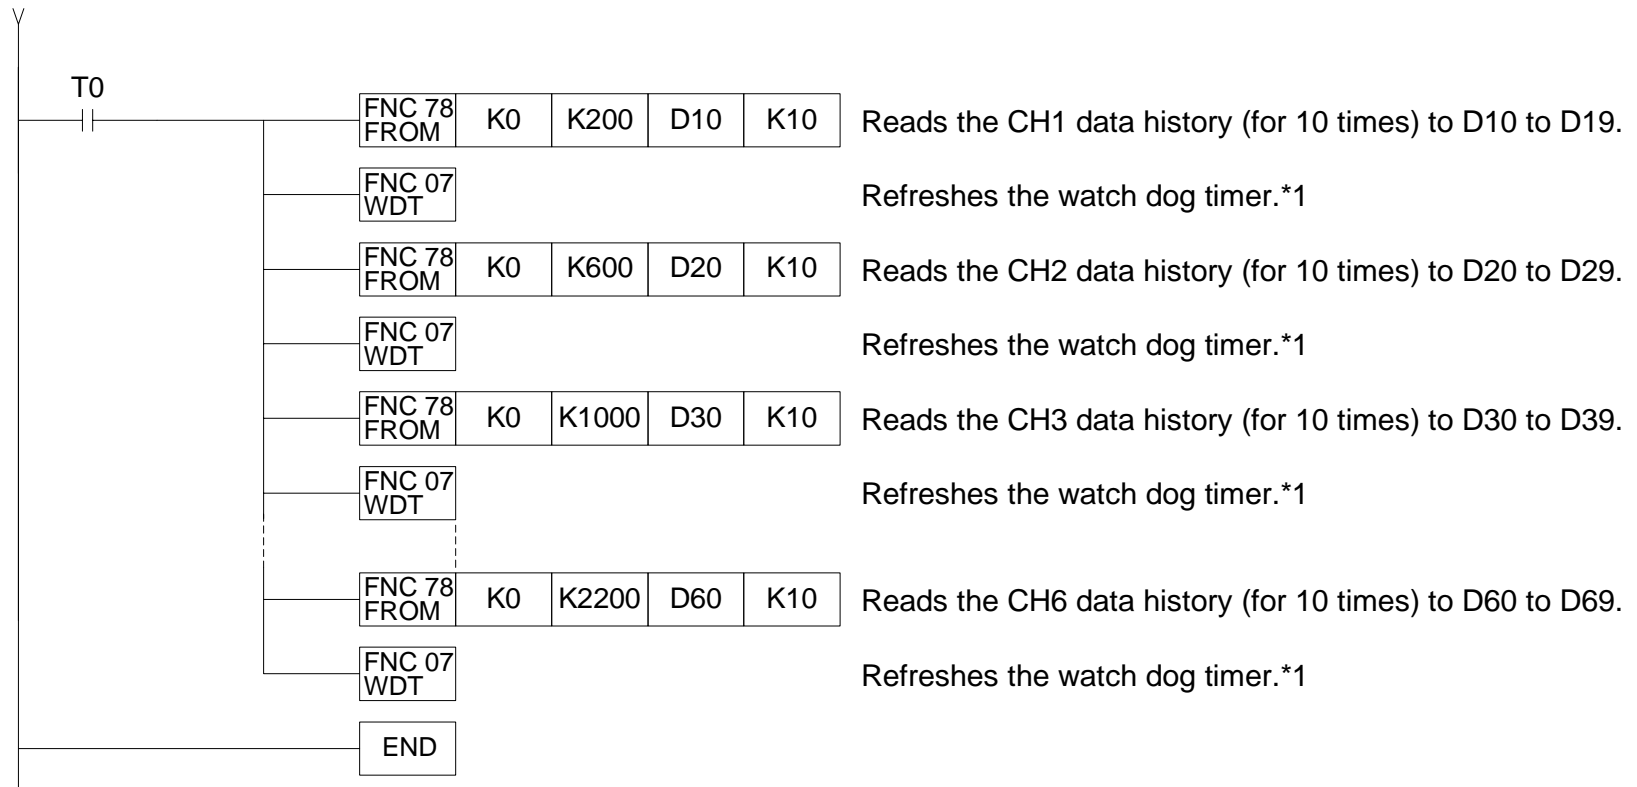 T0
FNC 78 FROM K0 K200 D10 K10 Reads the CH1 data history (for 10 times) to D10 to D19.
FNC 07 WDT Refreshes the watch dog timer.*1
FNC 78 FROM K0 K600 D20 K10 Reads the CH2 data history (for 10 times) to D20 to D29.
FNC 07 WDT Refreshes the watch dog timer.*1
FNC 78 FROM K0 K1000 D30 K10 Reads the CH3 data history (for 10 times) to D30 to D39.
FNC 07 WDT Refreshes the watch dog timer.*1
FNC 78 FROM K0 K2200 D60 K10 Reads the CH6 data history (for 10 times) to D60 to D69.
FNC 07 WDT Refreshes the watch dog timer.*1
END